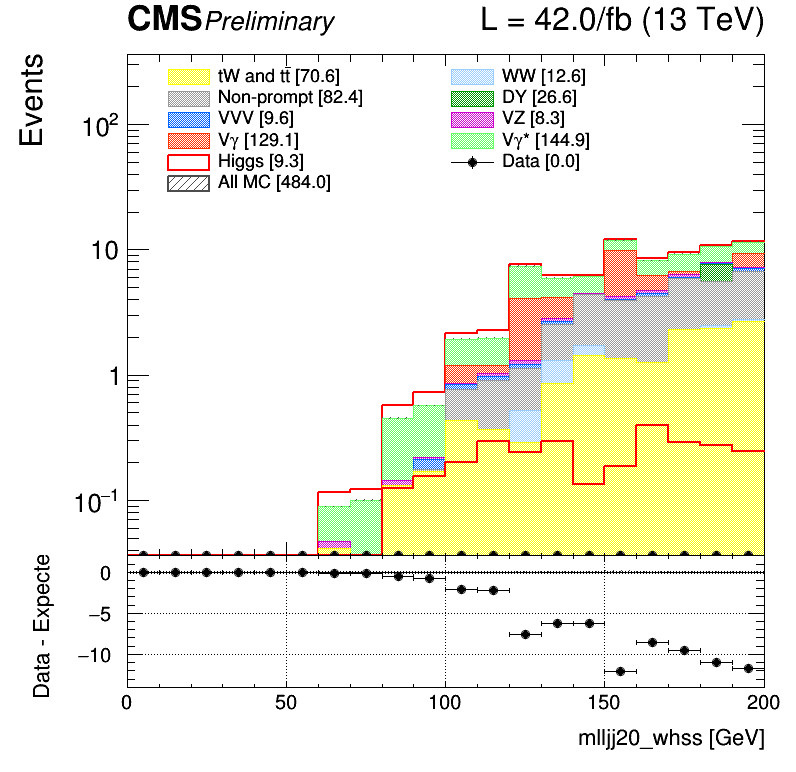 CMS Preliminary L = 42.0/fb (13 TeV)
Events
tW and tt̄ [70.6] WW [12.6]
Non-prompt [82.4] DY [26.6]
VVV [9.6] VZ [8.3]
Vγ [129.1] Vγ* [144.9]
Higgs [9.3] Data [0.0]
All MC [484.0]
10²
10
1
10⁻¹
Data - Expecte
0
−5
−10
0 50 100 150 200
mlljj20_whss [GeV]